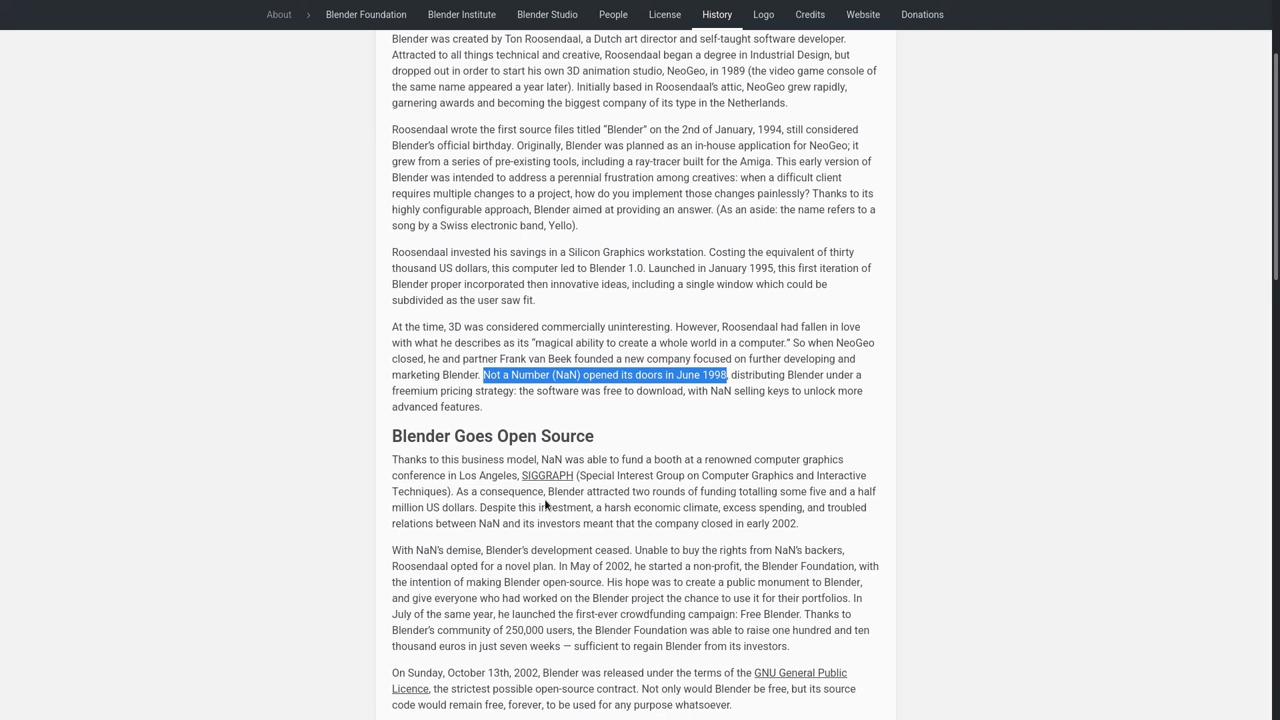 About › Blender Foundation Blender Institute Blender Studio People License History Logo Credits Website Donations
Blender was created by Ton Roosendaal, a Dutch art director and self-taught software developer.
Attracted to all things technical and creative, Roosendaal began a degree in Industrial Design, but
dropped out in order to start his own 3D animation studio, NeoGeo, in 1989 (the video game console of
the same name appeared a year later). Initially based in Roosendaal’s attic, NeoGeo grew rapidly,
garnering awards and becoming the biggest company of its type in the Netherlands.
Roosendaal wrote the first source files titled “Blender” on the 2nd of January, 1994, still considered
Blender’s official birthday. Originally, Blender was planned as an in-house application for NeoGeo; it
grew from a series of pre-existing tools, including a ray-tracer built for the Amiga. This early version of
Blender was intended to address a perennial frustration among creatives: when a difficult client
requires multiple changes to a project, how do you implement those changes painlessly? Thanks to its
highly configurable approach, Blender aimed at providing an answer. (As an aside: the name refers to a
song by a Swiss electronic band, Yello).
Roosendaal invested his savings in a Silicon Graphics workstation. Costing the equivalent of thirty
thousand US dollars, this computer led to Blender 1.0. Launched in January 1995, this first iteration of
Blender proper incorporated then innovative ideas, including a single window which could be
subdivided as the user saw fit.
At the time, 3D was considered commercially uninteresting. However, Roosendaal had fallen in love
with what he describes as its “magical ability to create a whole world in a computer.” So when NeoGeo
closed, he and partner Frank van Beek founded a new company focused on further developing and
marketing Blender. Not a Number (NaN) opened its doors in June 1998, distributing Blender under a
freemium pricing strategy: the software was free to download, with NaN selling keys to unlock more
advanced features.
Blender Goes Open Source
Thanks to this business model, NaN was able to fund a booth at a renowned computer graphics
conference in Los Angeles, SIGGRAPH (Special Interest Group on Computer Graphics and Interactive
Techniques). As a consequence, Blender attracted two rounds of funding totalling some five and a half
million US dollars. Despite this investment, a harsh economic climate, excess spending, and troubled
relations between NaN and its investors meant that the company closed in early 2002.
With NaN’s demise, Blender’s development ceased. Unable to buy the rights from NaN’s backers,
Roosendaal opted for a novel plan. In May of 2002, he started a non-profit, the Blender Foundation, with
the intention of making Blender open-source. His hope was to create a public monument to Blender,
and give everyone who had worked on the Blender project the chance to use it for their portfolios. In
July of the same year, he launched the first-ever crowdfunding campaign: Free Blender. Thanks to
Blender’s community of 250,000 users, the Blender Foundation was able to raise one hundred and ten
thousand euros in just seven weeks — sufficient to regain Blender from its investors.
On Sunday, October 13th, 2002, Blender was released under the terms of the GNU General Public
Licence, the strictest possible open-source contract. Not only would Blender be free, but its source
code would remain free, forever, to be used for any purpose whatsoever.